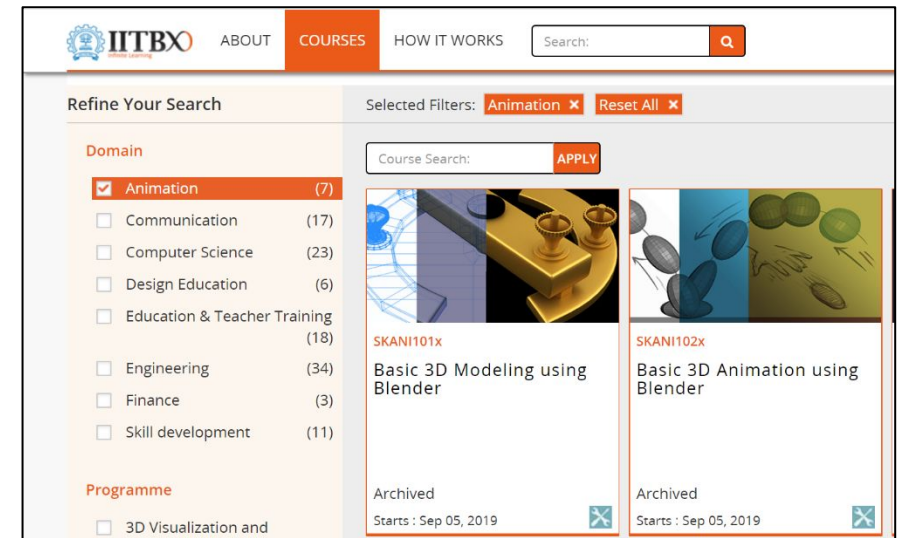 IITBX
Infinite Learning
ABOUT
COURSES
HOW IT WORKS
Search:
Refine Your Search
Selected Filters: Animation × Reset All ×
Domain
Animation (7)
Communication (17)
Computer Science (23)
Design Education (6)
Education & Teacher Training
(18)
Engineering (34)
Finance (3)
Skill development (11)
Programme
3D Visualization and
Course Search:
APPLY
SKANI101x
Basic 3D Modeling using
Blender
Archived
Starts : Sep 05, 2019
SKANI102x
Basic 3D Animation using
Blender
Archived
Starts : Sep 05, 2019